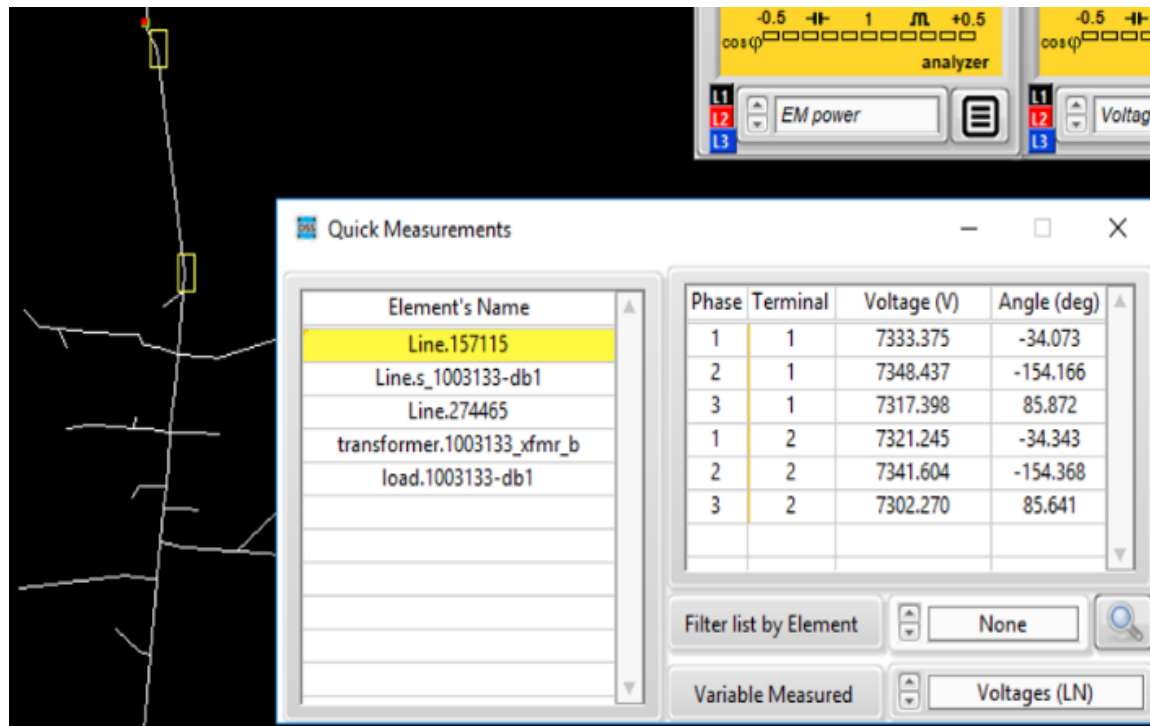 -0.5 1 +0.5
cosφ
analyzer
L1
L2
L3
EM power
-0.5
cosφ
L1
L2
L3
Voltag
DSS Quick Measurements
Element's Name
Line.157115
Line.s_1003133-db1
Line.274465
transformer.1003133_xfmr_b
load.1003133-db1
Phase Terminal Voltage (V) Angle (deg)
1 1 7333.375 -34.073
2 1 7348.437 -154.166
3 1 7317.398 85.872
1 2 7321.245 -34.343
2 2 7341.604 -154.368
3 2 7302.270 85.641
Filter list by Element None
Variable Measured Voltages (LN)